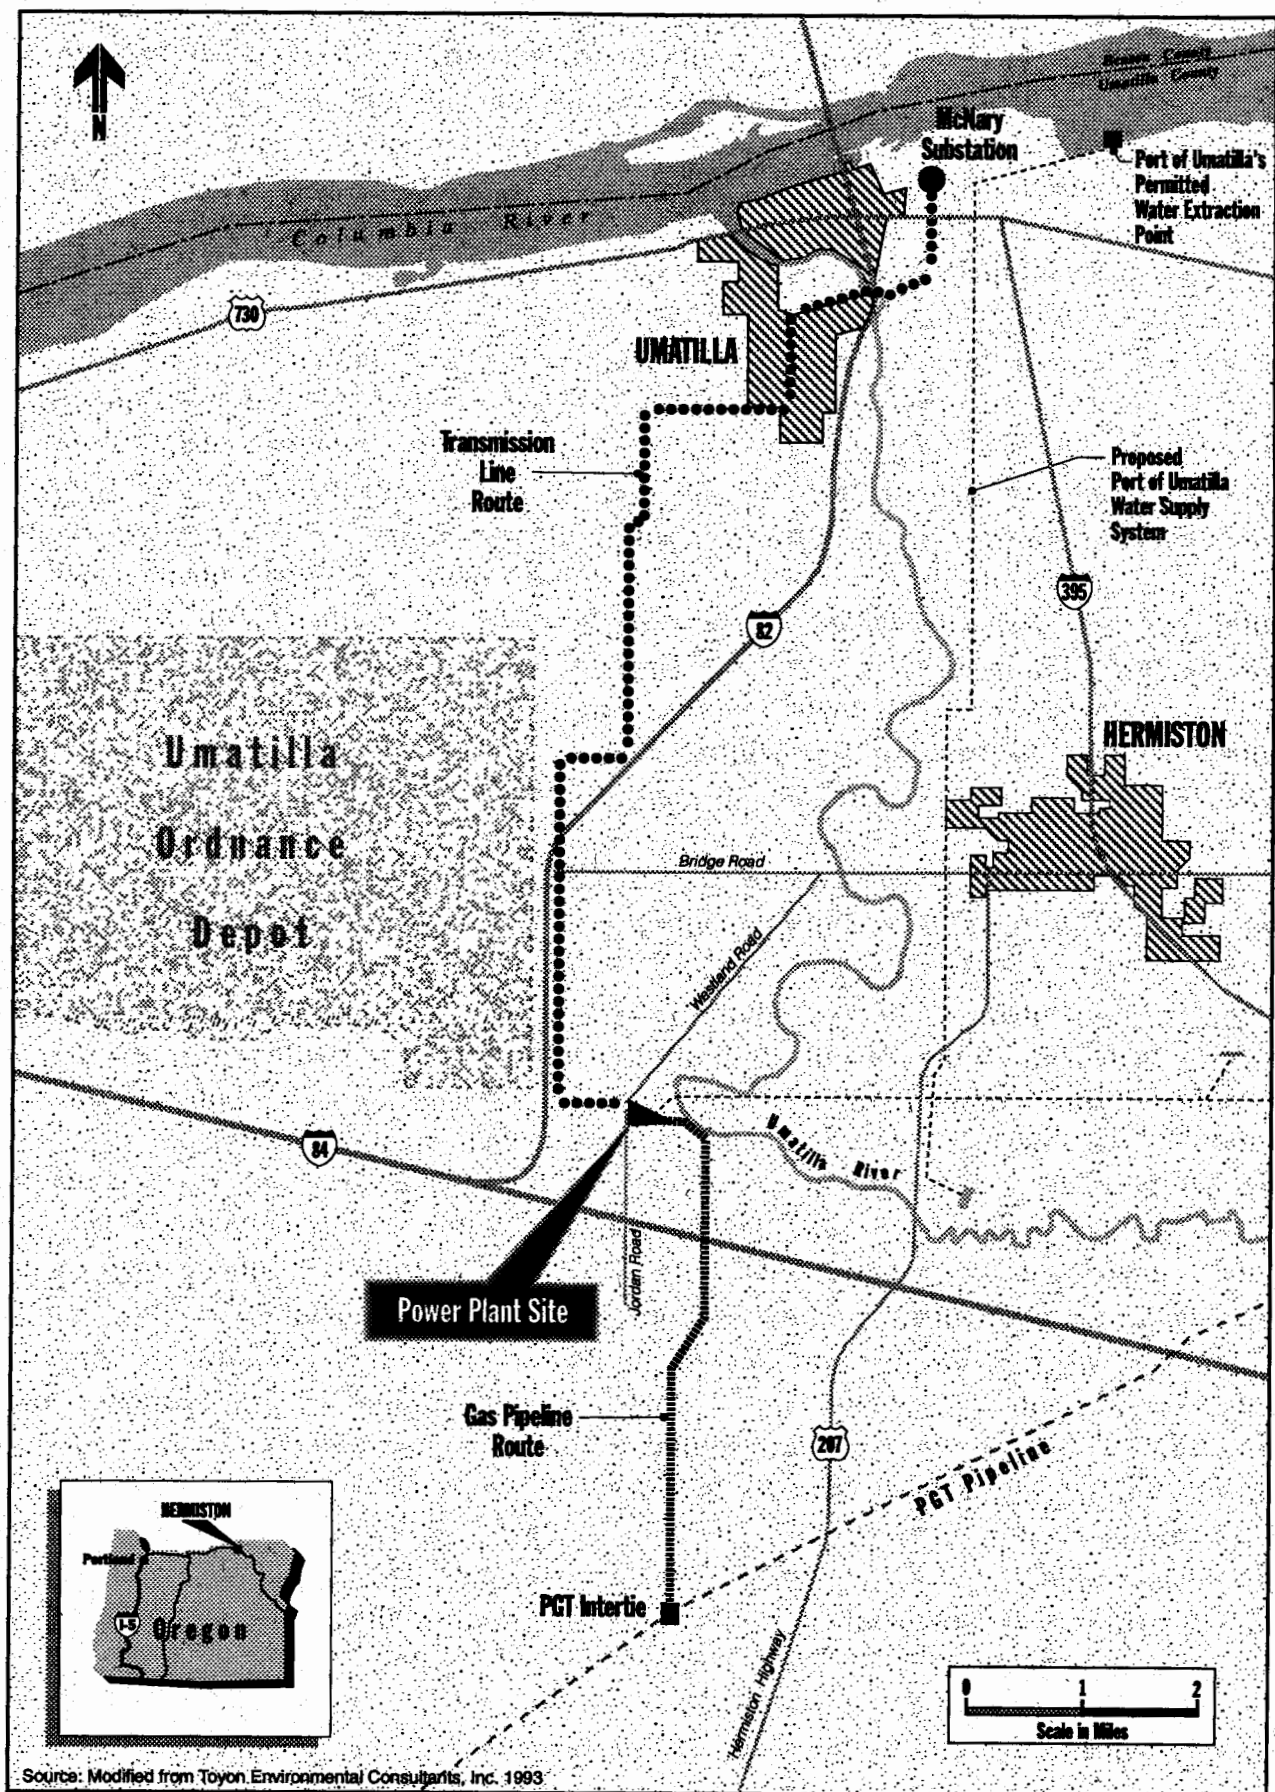 N
Benton County
Umatilla County
McNary
Substation
Port of Umatilla's
Permitted
Water Extraction
Point
Columbia River
730
UMATILLA
Transmission
Line
Route
Proposed
Port of Umatilla
Water Supply
System
395
82
HERMISTON
Umatilla
Ordnance
Depot
Bridge Road
Westland Road
84
Umatilla River
Jordan Road
Power Plant Site
Gas Pipeline
Route
207
PGT Pipeline
HERMISTON
Portland
I-5
Oregon
PGT Intertie
Hermiston Highway
0 1 2
Scale in Miles
Source: Modified from Toyon Environmental Consultants, Inc. 1993